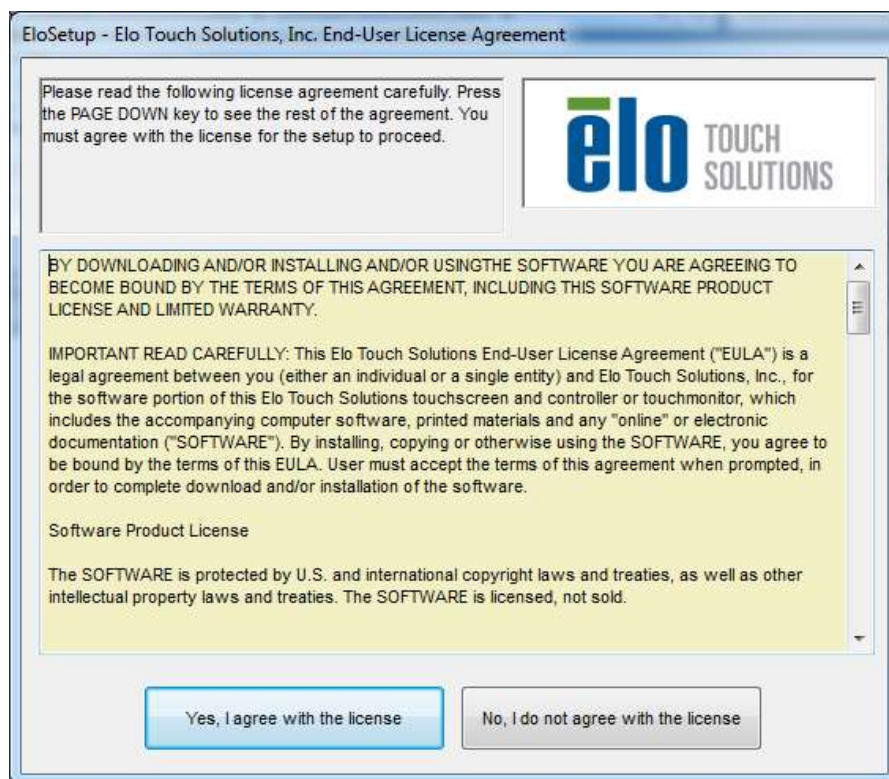 EloSetup - Elo Touch Solutions, Inc. End-User License Agreement
Please read the following license agreement carefully. Press
the PAGE DOWN key to see the rest of the agreement. You
must agree with the license for the setup to proceed.
ēlo TOUCH
SOLUTIONS
BY DOWNLOADING AND/OR INSTALLING AND/OR USINGTHE SOFTWARE YOU ARE AGREEING TO
BECOME BOUND BY THE TERMS OF THIS AGREEMENT, INCLUDING THIS SOFTWARE PRODUCT
LICENSE AND LIMITED WARRANTY.
IMPORTANT READ CAREFULLY: This Elo Touch Solutions End-User License Agreement ("EULA") is a
legal agreement between you (either an individual or a single entity) and Elo Touch Solutions, Inc., for
the software portion of this Elo Touch Solutions touchscreen and controller or touchmonitor, which
includes the accompanying computer software, printed materials and any "online" or electronic
documentation ("SOFTWARE"). By installing, copying or otherwise using the SOFTWARE, you agree to
be bound by the terms of this EULA. User must accept the terms of this agreement when prompted, in
order to complete download and/or installation of the software.
Software Product License
The SOFTWARE is protected by U.S. and international copyright laws and treaties, as well as other
intellectual property laws and treaties. The SOFTWARE is licensed, not sold.
Yes, I agree with the license
No, I do not agree with the license